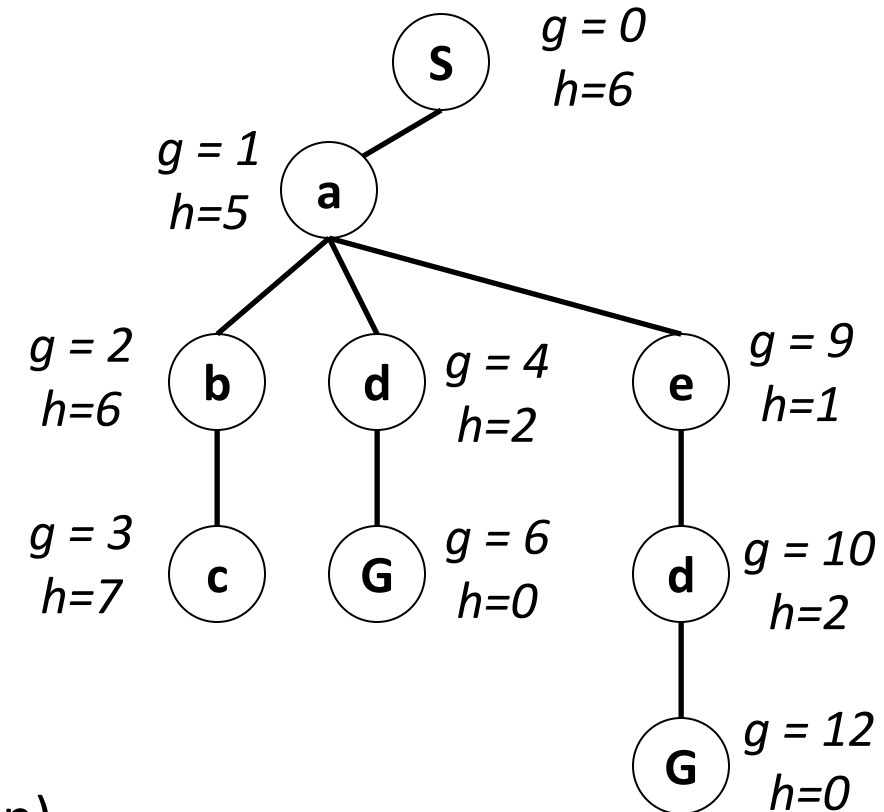 S
g = 0
h=6
g = 1
h=5
a
g = 2
h=6
b
d
g = 4
h=2
e
g = 9
h=1
g = 3
h=7
c
G
g = 6
h=0
d
g = 10
h=2
G
g = 12
h=0
n)